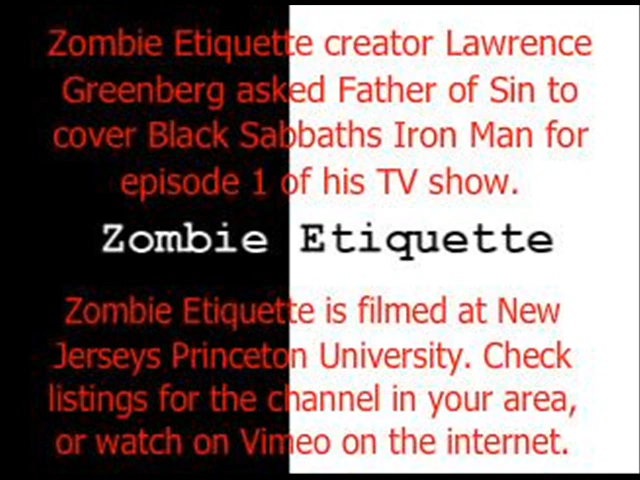 Zombie Etiquette creator Lawrence
Greenberg asked Father of Sin to
cover Black Sabbaths Iron Man for
episode 1 of his TV show.
Zombie Etiquette
Zombie Etiquette is filmed at New
Jerseys Princeton University. Check
listings for the channel in your area,
or watch on Vimeo on the internet.